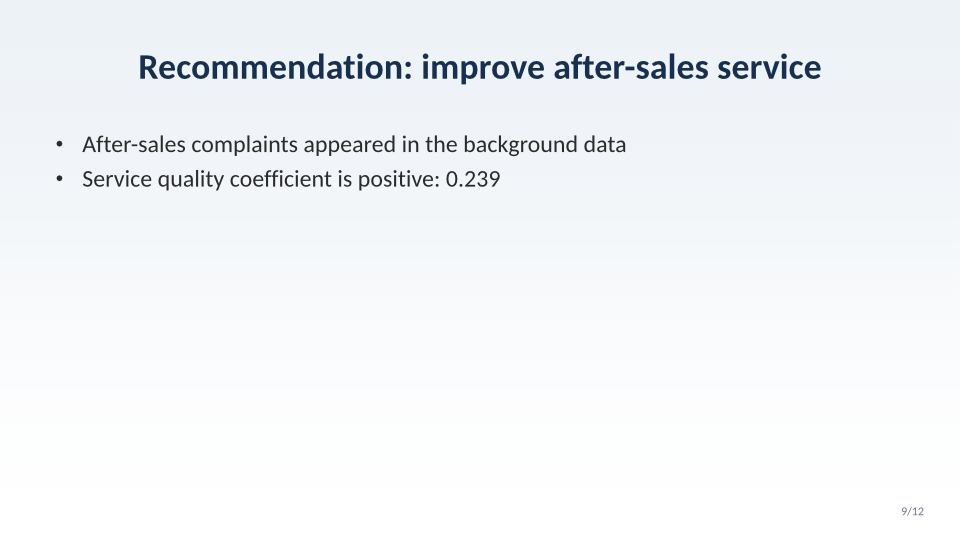 Recommendation: improve after-sales service
• After-sales complaints appeared in the background data
• Service quality coefficient is positive: 0.239
9/12